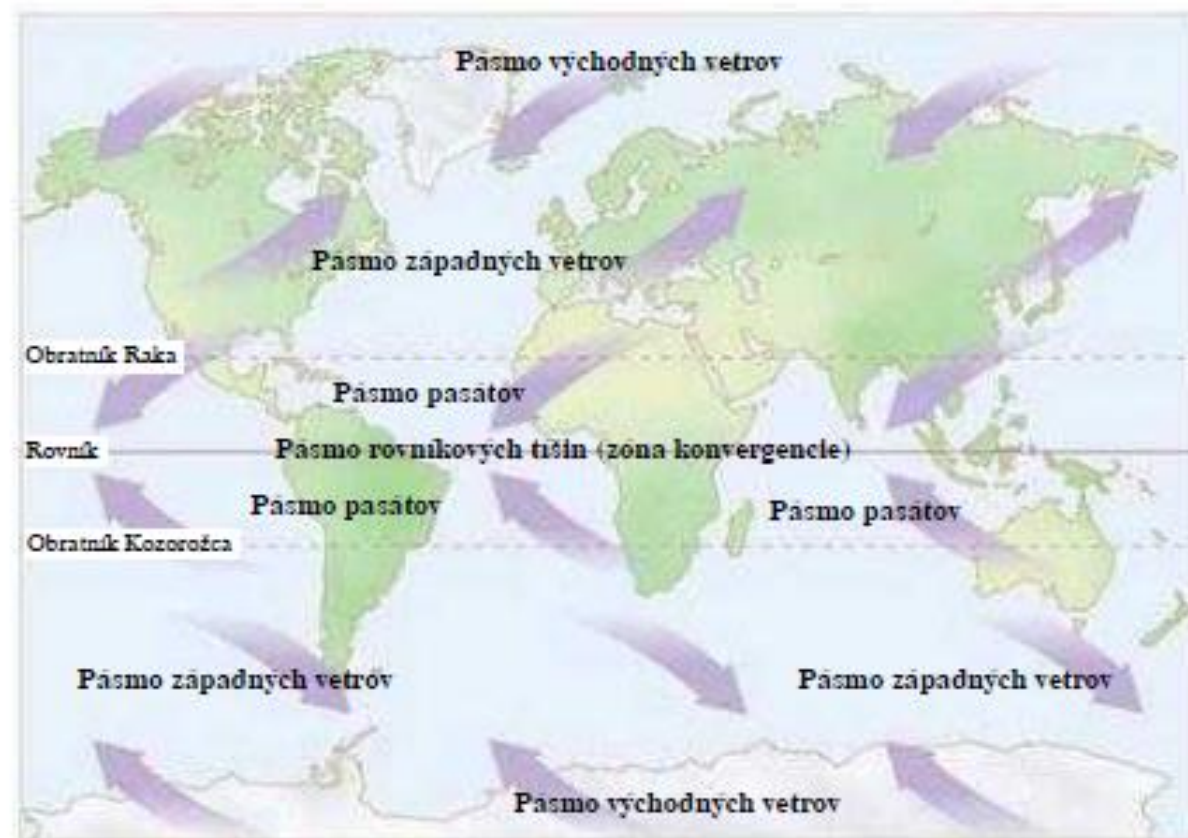 Pásmo východných vetrov
Pásmo západných vetrov
Obratník Raka
Pásmo pasátov
Rovník
Pásmo rovníkových tíšin (zóna konvergencie)
Pásmo pasátov
Pásmo pasátov
Obratník Kozorožca
Pásmo západných vetrov
Pásmo západných vetrov
Pásmo východných vetrov